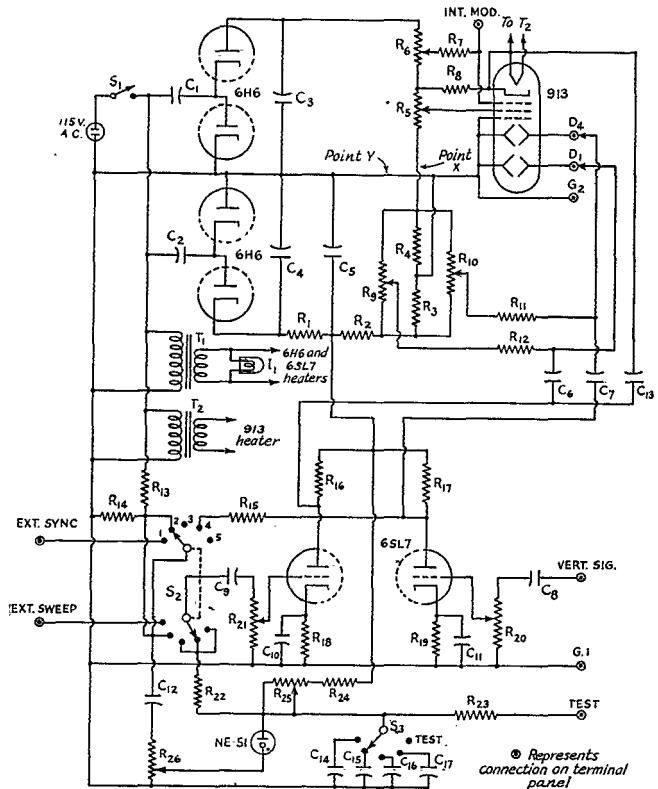 INT. MOD.
To T2
R6
R7
R8
913
S1
C1
6H6
C3
R5
115V.
A C.
D4
D1
G2
Point Y
Point
X
C2
6H6
C4
C5
R4
R10
R9
R3
R11
R1
R2
R12
T1
I1
6H6 and
6SL7
heaters
C6
C7
C13
T2
913
heater
R16
R17
R13
R14
R15
EXT. SYNC
1
2
3
4
5
6SL7
VERT. SIG.
S2
C9
C8
EXT. SWEEP
R21
C10
R18
R19
C11
R20
G.1
C12
R22
R25
R24
R23
TEST
NE-51
S3
TEST
R26
C14
C15
C16
C17
Represents
connection on terminal
panel